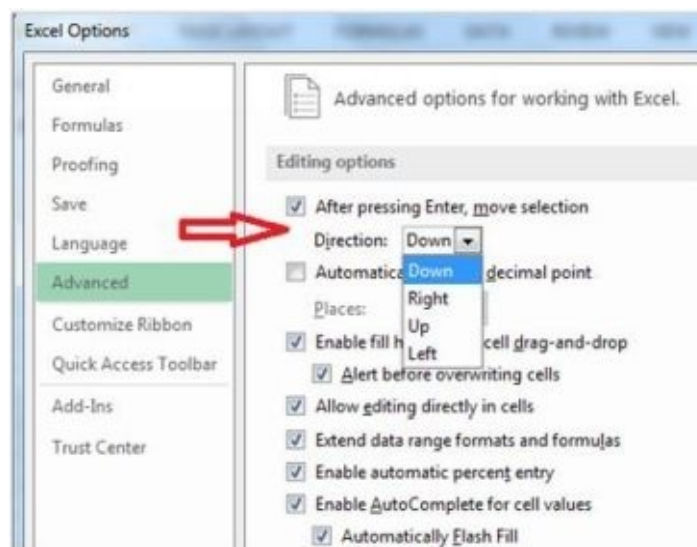 Excel Options
General
Formulas
Proofing
Save
Language
Advanced
Customize Ribbon
Quick Access Toolbar
Add-Ins
Trust Center
Advanced options for working with Excel.
Editing options
After pressing Enter, move selection
Direction: Down
Down
Right
Up
Left
decimal point
Places:
Enable fill cell drag-and-drop
Alert before overwriting cells
Allow editing directly in cells
Extend data range formats and formulas
Enable automatic percent entry
Enable AutoComplete for cell values
Automatically Flash Fill